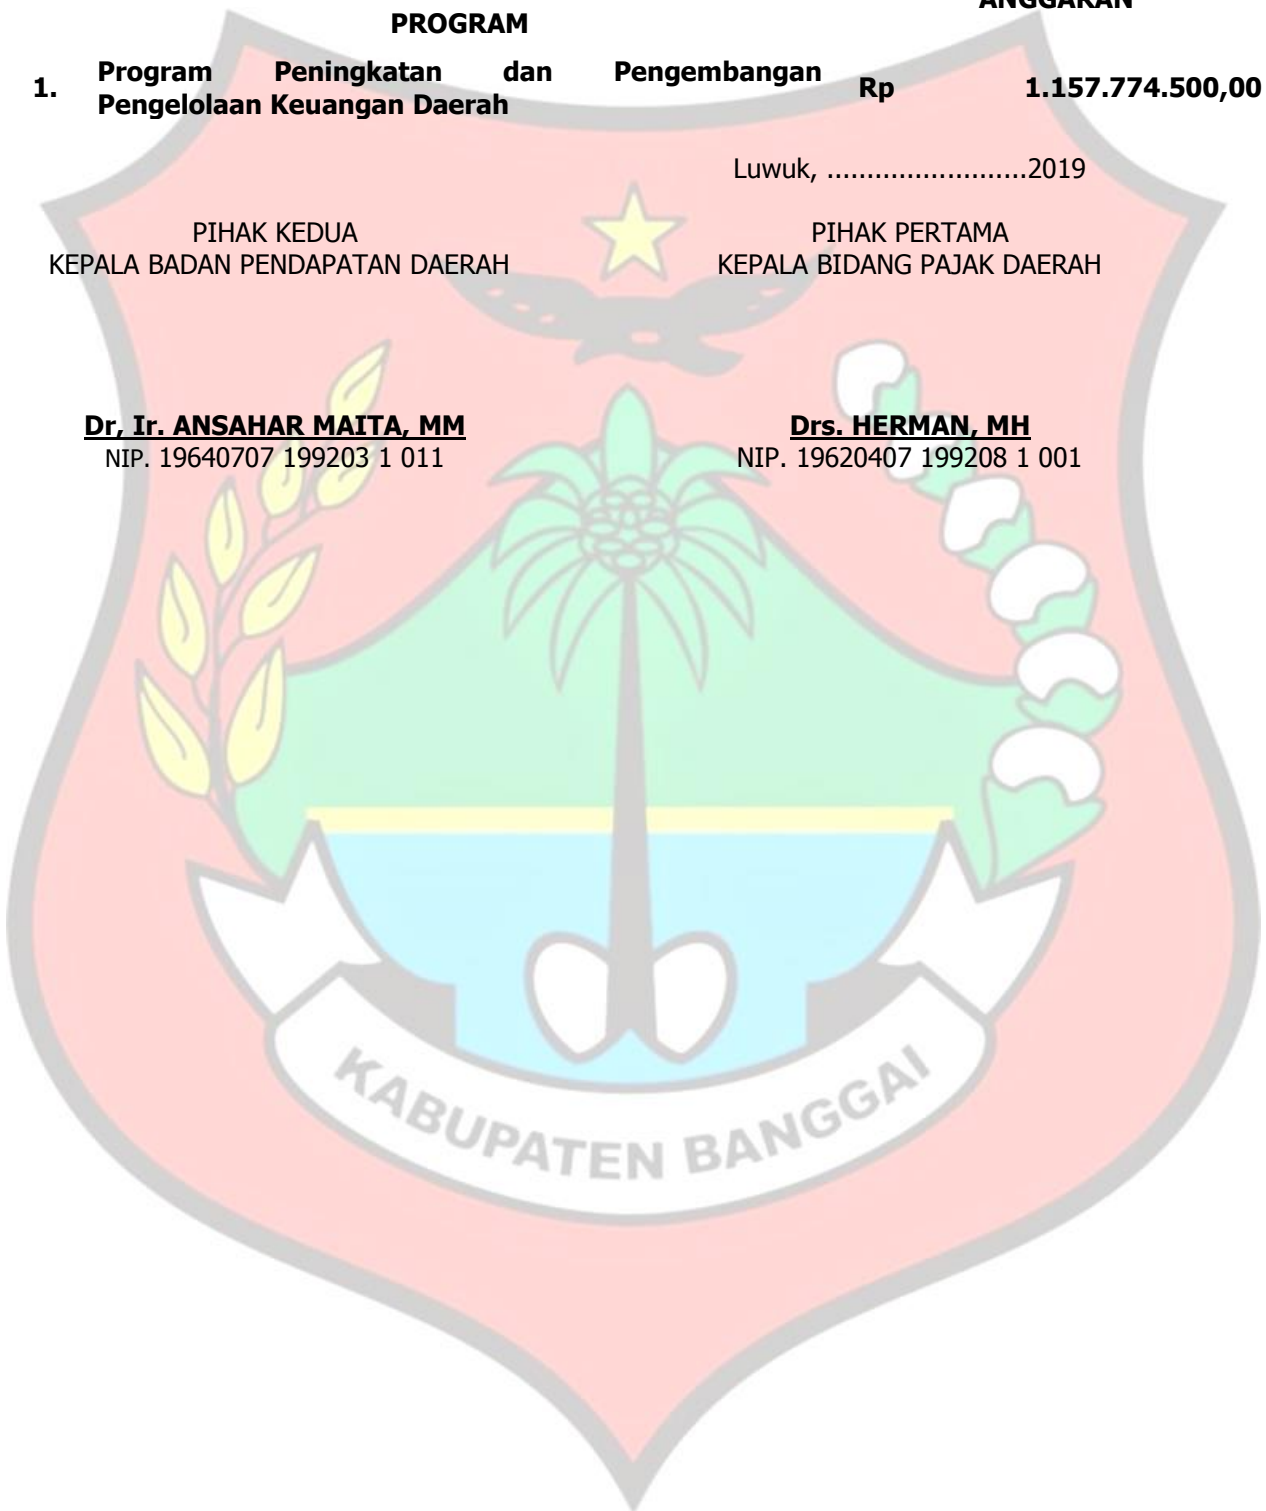 ANGGARAN
PROGRAM
1. Program Peningkatan dan Pengembangan Rp 1.157.774.500,00
Pengelolaan Keuangan Daerah
Luwuk, .........................2019
PIHAK KEDUA
KEPALA BADAN PENDAPATAN DAERAH
PIHAK PERTAMA
KEPALA BIDANG PAJAK DAERAH
Dr, Ir. ANSAHAR MAITA, MM
NIP. 19640707 199203 1 011
Drs. HERMAN, MH
NIP. 19620407 199208 1 001
KABUPATEN BANGGAI